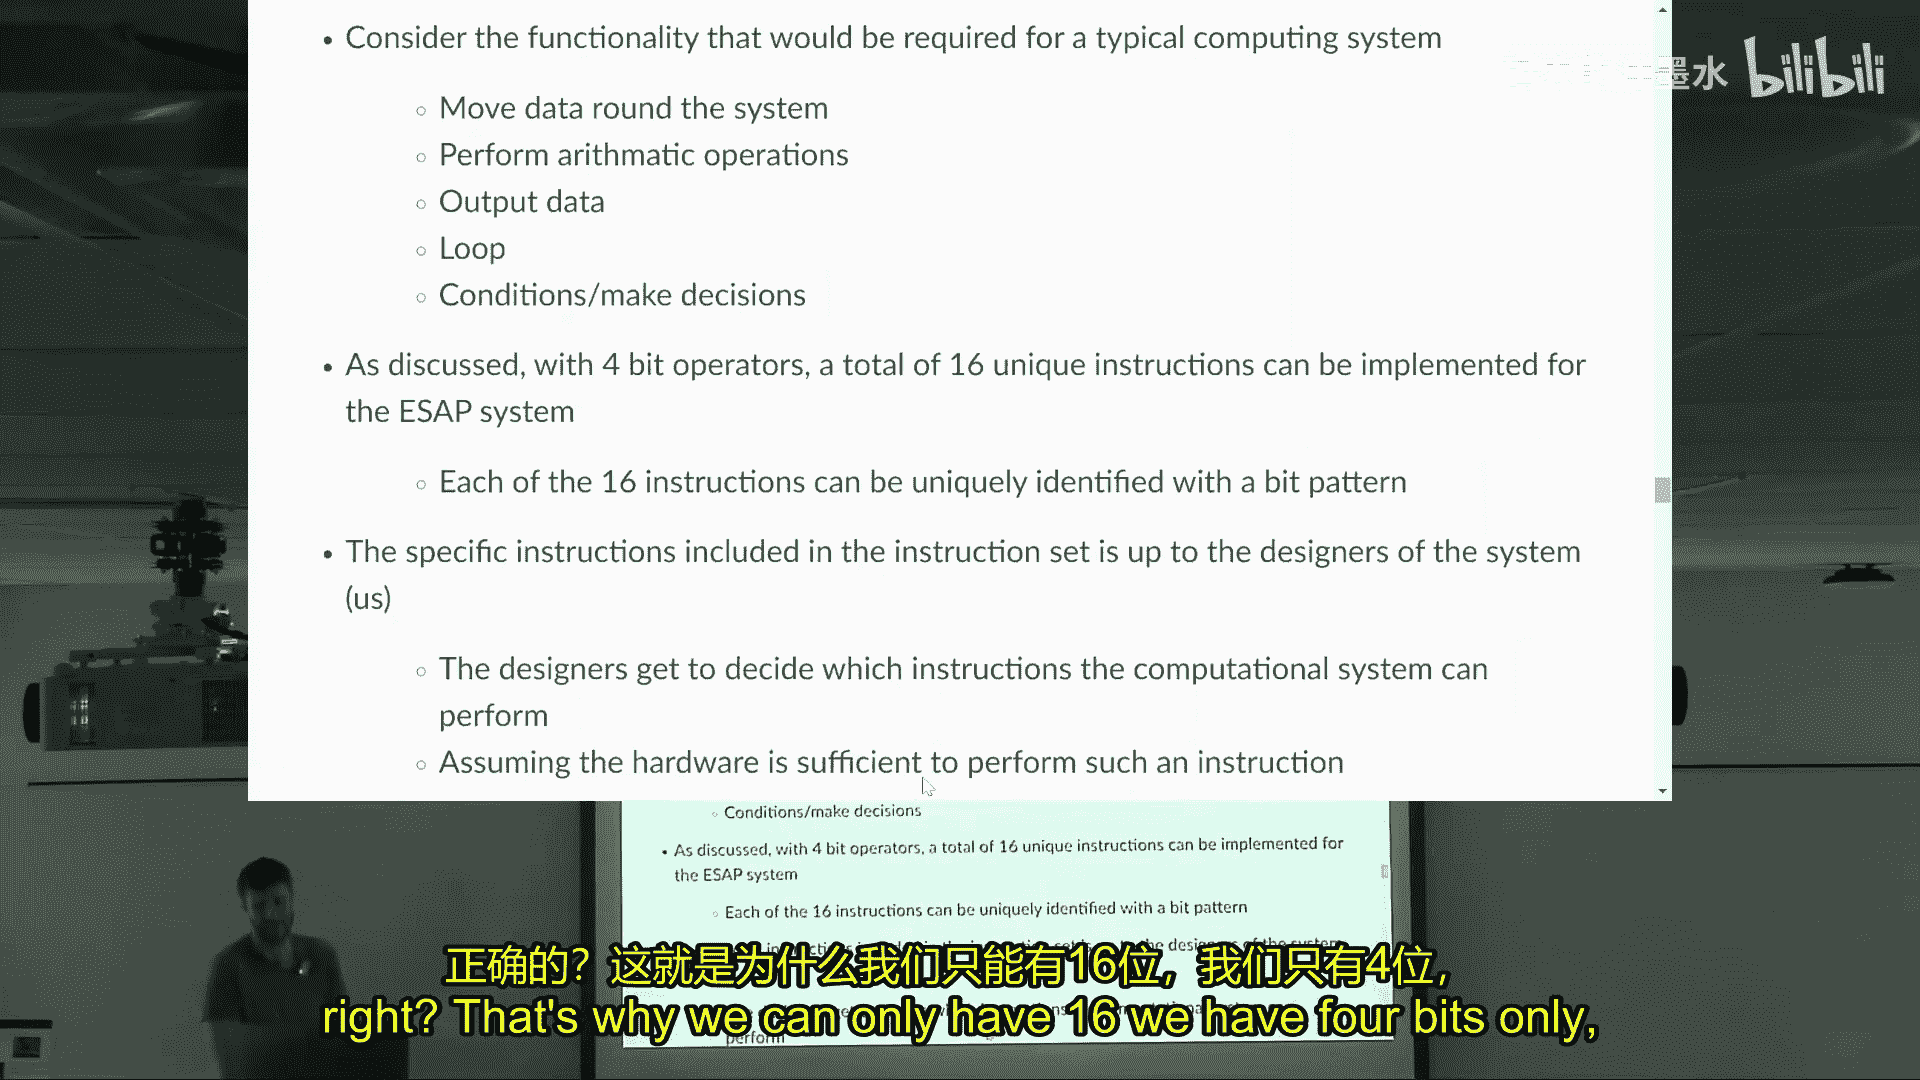 Consider the functionality that would be required for a typical computing system
墨水 bilibili
Move data round the system
Perform arithmatic operations
Output data
Loop
Conditions/make decisions
As discussed, with 4 bit operators, a total of 16 unique instructions can be implemented for
the ESAP system
Each of the 16 instructions can be uniquely identified with a bit pattern
The specific instructions included in the instruction set is up to the designers of the system
(us)
The designers get to decide which instructions the computational system can
perform
Assuming the hardware is sufficient to perform such an instruction
Conditions/make decisions
As discussed, with 4 bit operators, a total of 16 unique instructions can be implemented for
the ESAP system
Each of the 16 instructions can be uniquely identified with a bit pattern
正确的？这就是为什么我们只能有16位，我们只有4位，
right? That's why we can only have 16 we have four bits only,
perform